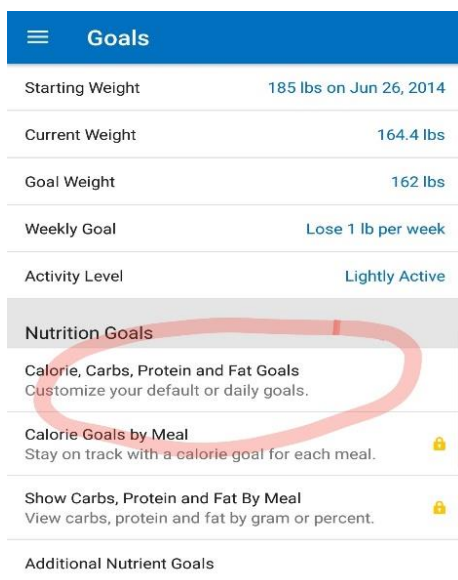 Goals
Starting Weight 185 lbs on Jun 26, 2014
Current Weight 164.4 lbs
Goal Weight 162 lbs
Weekly Goal Lose 1 lb per week
Activity Level Lightly Active
Nutrition Goals
Calorie, Carbs, Protein and Fat Goals
Customize your default or daily goals.
Calorie Goals by Meal
Stay on track with a calorie goal for each meal.
Show Carbs, Protein and Fat By Meal
View carbs, protein and fat by gram or percent.
Additional Nutrient Goals